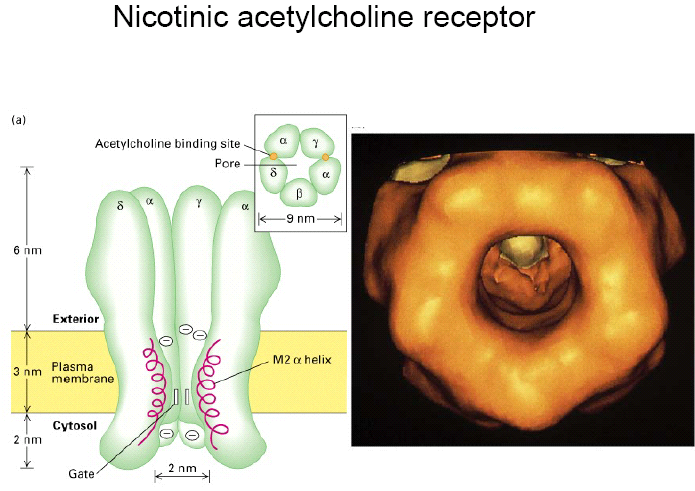 Nicotinic acetylcholine receptor
(a)
Acetylcholine binding site
Pore
α
γ
δ
α
β
9 nm
δ
α
γ
α
6 nm
Exterior
3 nm
Plasma
membrane
M2 α helix
Cytosol
2 nm
Gate
2 nm